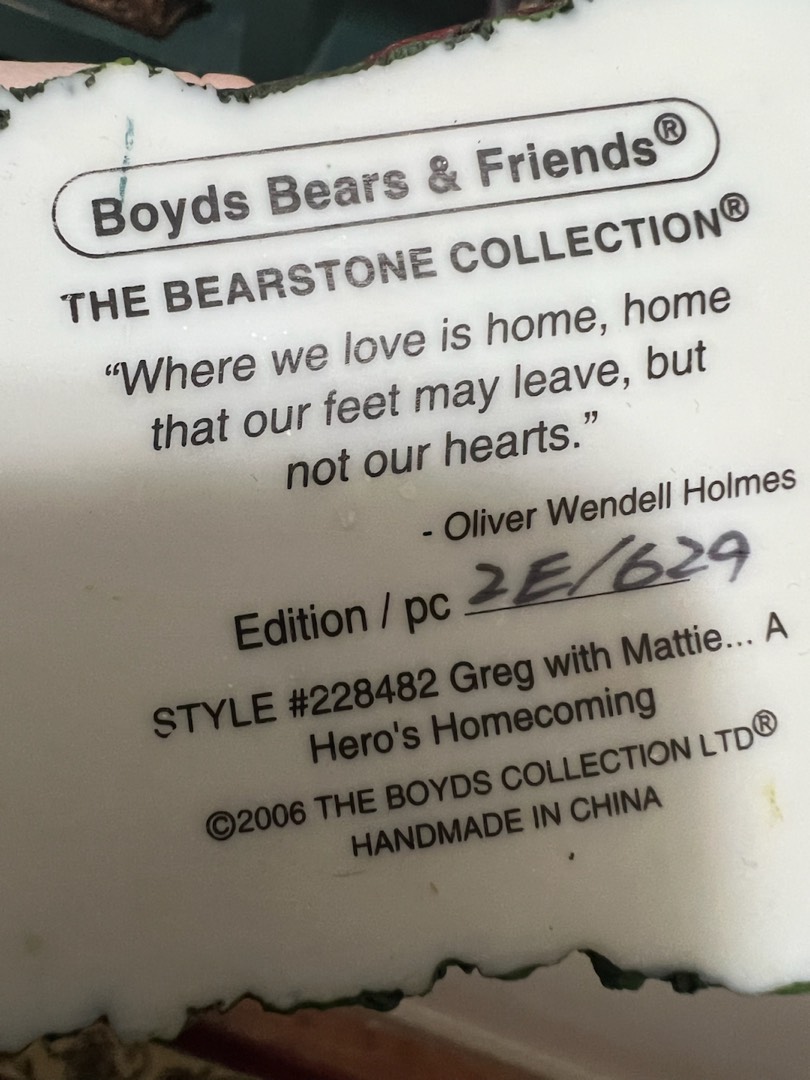 Boyds Bears & Friends®
THE BEARSTONE COLLECTION®
“Where we love is home, home
that our feet may leave, but
not our hearts.”
- Oliver Wendell Holmes
Edition / pc 2E/629
STYLE #228482 Greg with Mattie... A
Hero's Homecoming
©2006 THE BOYDS COLLECTION LTD®
HANDMADE IN CHINA